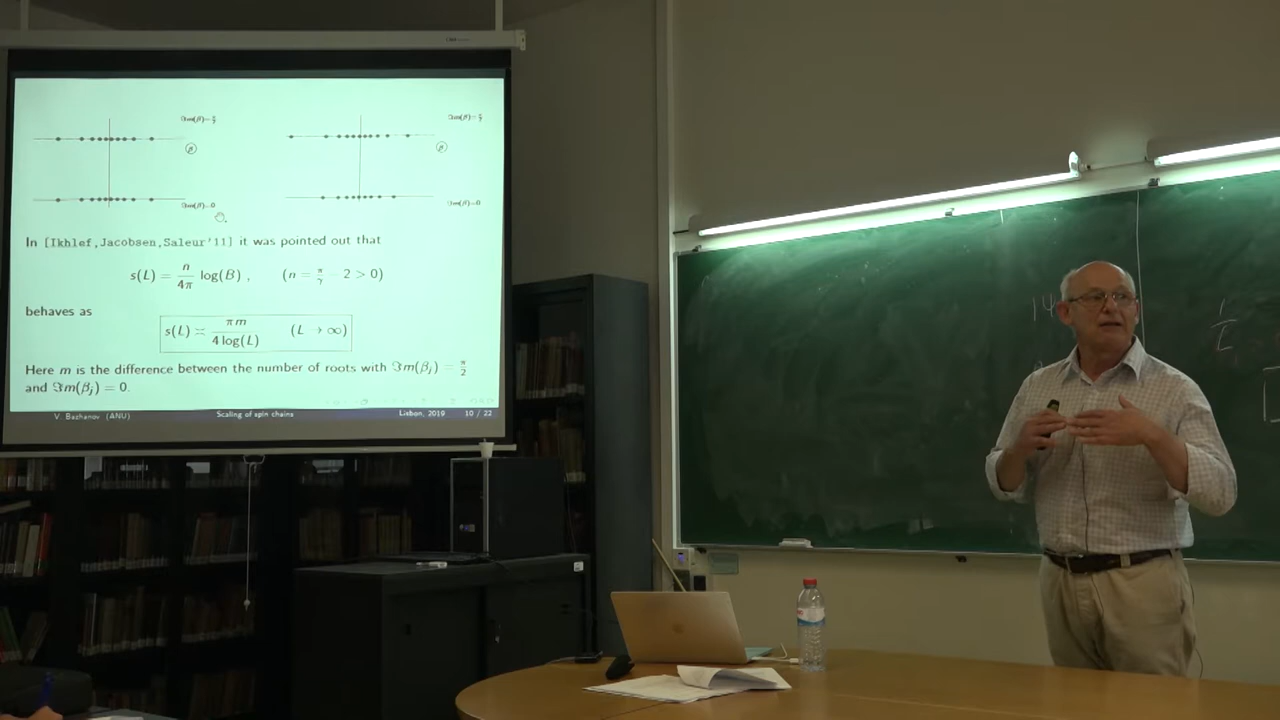 ℑm(β)=π/2
ℑm(β)=π/2
β
β
ℑm(β)=0
ℑm(β)=0
In [Ikhlef,Jacobsen,Saleur'11] it was pointed out that
s(L) = n/4π log(B) , (n = π/γ − 2 > 0)
behaves as
s(L) ≍ πm/4 log(L) (L → ∞)
Here m is the difference between the number of roots with ℑm(βⱼ) = π/2
and ℑm(βⱼ) = 0.
V. Bazhanov (ANU) Scaling of spin chains Lisbon, 2019 10 / 22
14